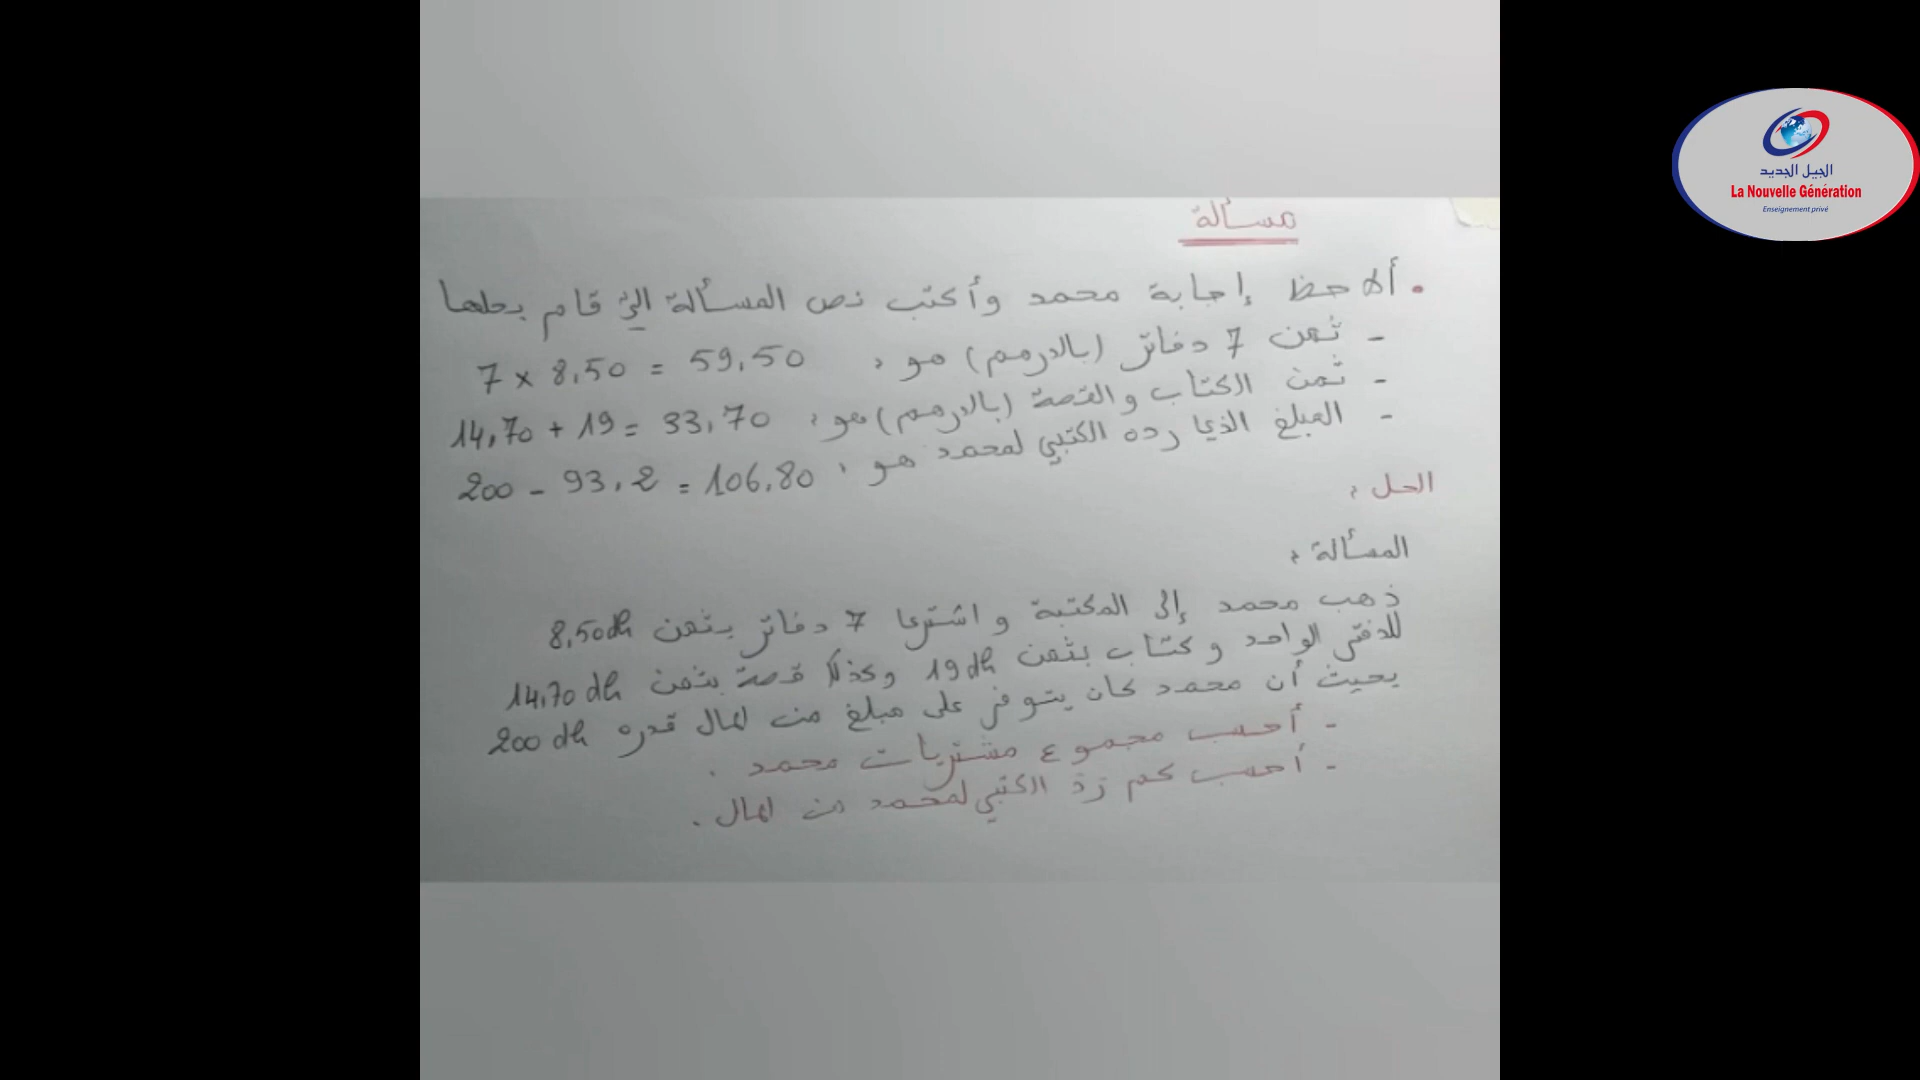 الجيل الجديد
La Nouvelle Génération
Enseignement privé
مسألة
. ألاحظ إجابة محمد وأكتب نص المسألة التي قام بحلها
- ثمن 7 دفاتر (بالدرهم) هو : 7 x 8,50 = 59,50
- ثمن الكتاب والقصة (بالدرهم) هو : 14,70 + 19 = 33,70
- المبلغ الذي رده الكتبي لمحمد هو : 200 - 93,2 = 106,80
الحل :
المسألة :
ذهب محمد إلى المكتبة و اشترى 7 دفاتر بثمن 8,50dh
للدفتر الواحد و كتاب بثمن 19dh وكذلك قصة بثمن 14,70 dh
بحيث أن محمد كان يتوفر على مبلغ من المال قدره 200 dh
- أحسب مجموع مشتريات محمد .
- أحسب كم رد الكتبي لمحمد من المال .